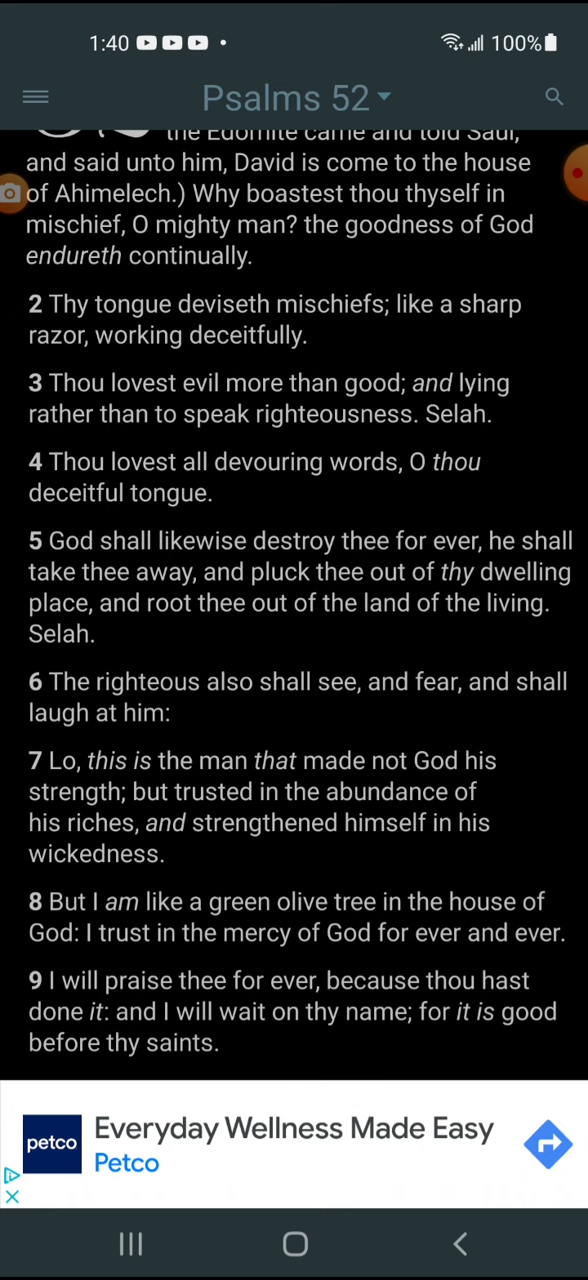 1:40
100%
Psalms 52
the Edomite came and told Saul,
and said unto him, David is come to the house
of Ahimelech.) Why boastest thou thyself in
mischief, O mighty man? the goodness of God
endureth continually.
2 Thy tongue deviseth mischiefs; like a sharp
razor, working deceitfully.
3 Thou lovest evil more than good; and lying
rather than to speak righteousness. Selah.
4 Thou lovest all devouring words, O thou
deceitful tongue.
5 God shall likewise destroy thee for ever, he shall
take thee away, and pluck thee out of thy dwelling
place, and root thee out of the land of the living.
Selah.
6 The righteous also shall see, and fear, and shall
laugh at him:
7 Lo, this is the man that made not God his
strength; but trusted in the abundance of
his riches, and strengthened himself in his
wickedness.
8 But I am like a green olive tree in the house of
God: I trust in the mercy of God for ever and ever.
9 I will praise thee for ever, because thou hast
done it: and I will wait on thy name; for it is good
before thy saints.
petco
Everyday Wellness Made Easy
Petco